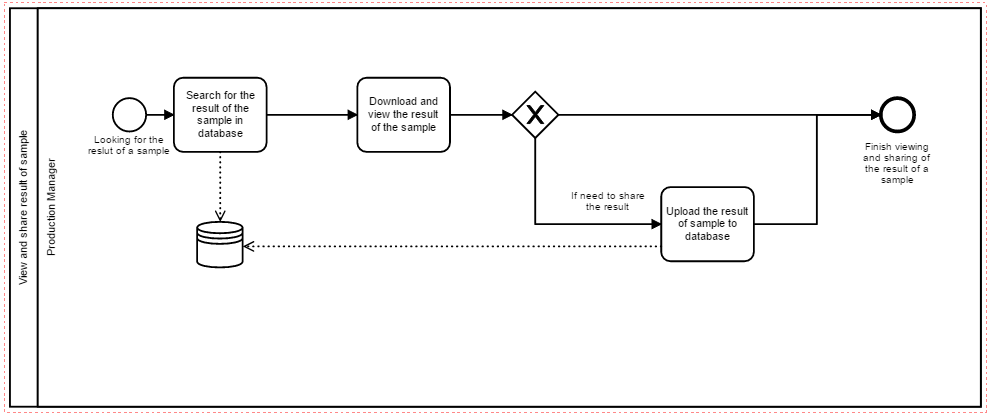 View and share result of sample
Production Manager
Looking for the
reslut of a sample
Search for the
result of the
sample in
database
Download and
view the result
of the sample
X
If need to share
the result
Upload the result
of sample to
database
Finish viewing
and sharing of
the result of a
sample